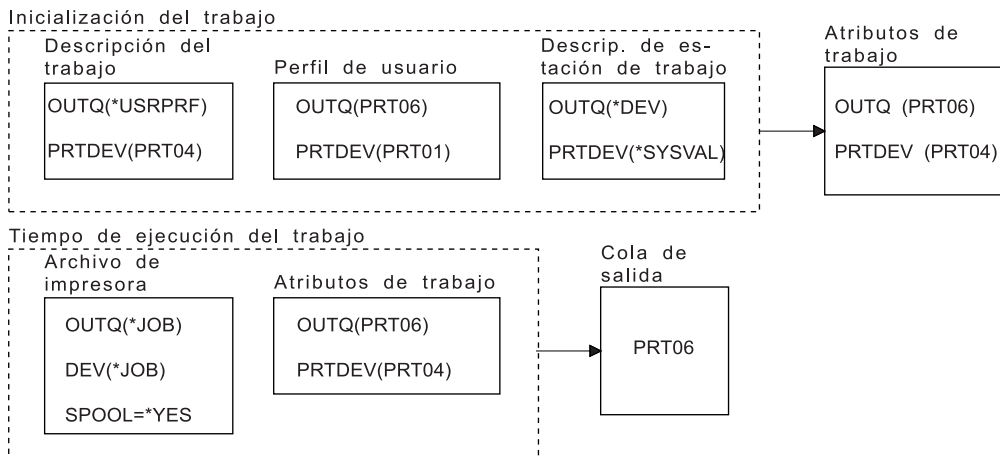 Inicialización del trabajo
Descripción del
trabajo
OUTQ(*USRPRF)
PRTDEV(PRT04)
Perfil de usuario
OUTQ(PRT06)
PRTDEV(PRT01)
Descrip. de es-
tación de trabajo
OUTQ(*DEV)
PRTDEV(*SYSVAL)
Atributos de
trabajo
OUTQ (PRT06)
PRTDEV (PRT04)
Tiempo de ejecución del trabajo
Archivo de
impresora
OUTQ(*JOB)
DEV(*JOB)
SPOOL=*YES
Atributos de trabajo
OUTQ(PRT06)
PRTDEV(PRT04)
Cola de
salida
PRT06